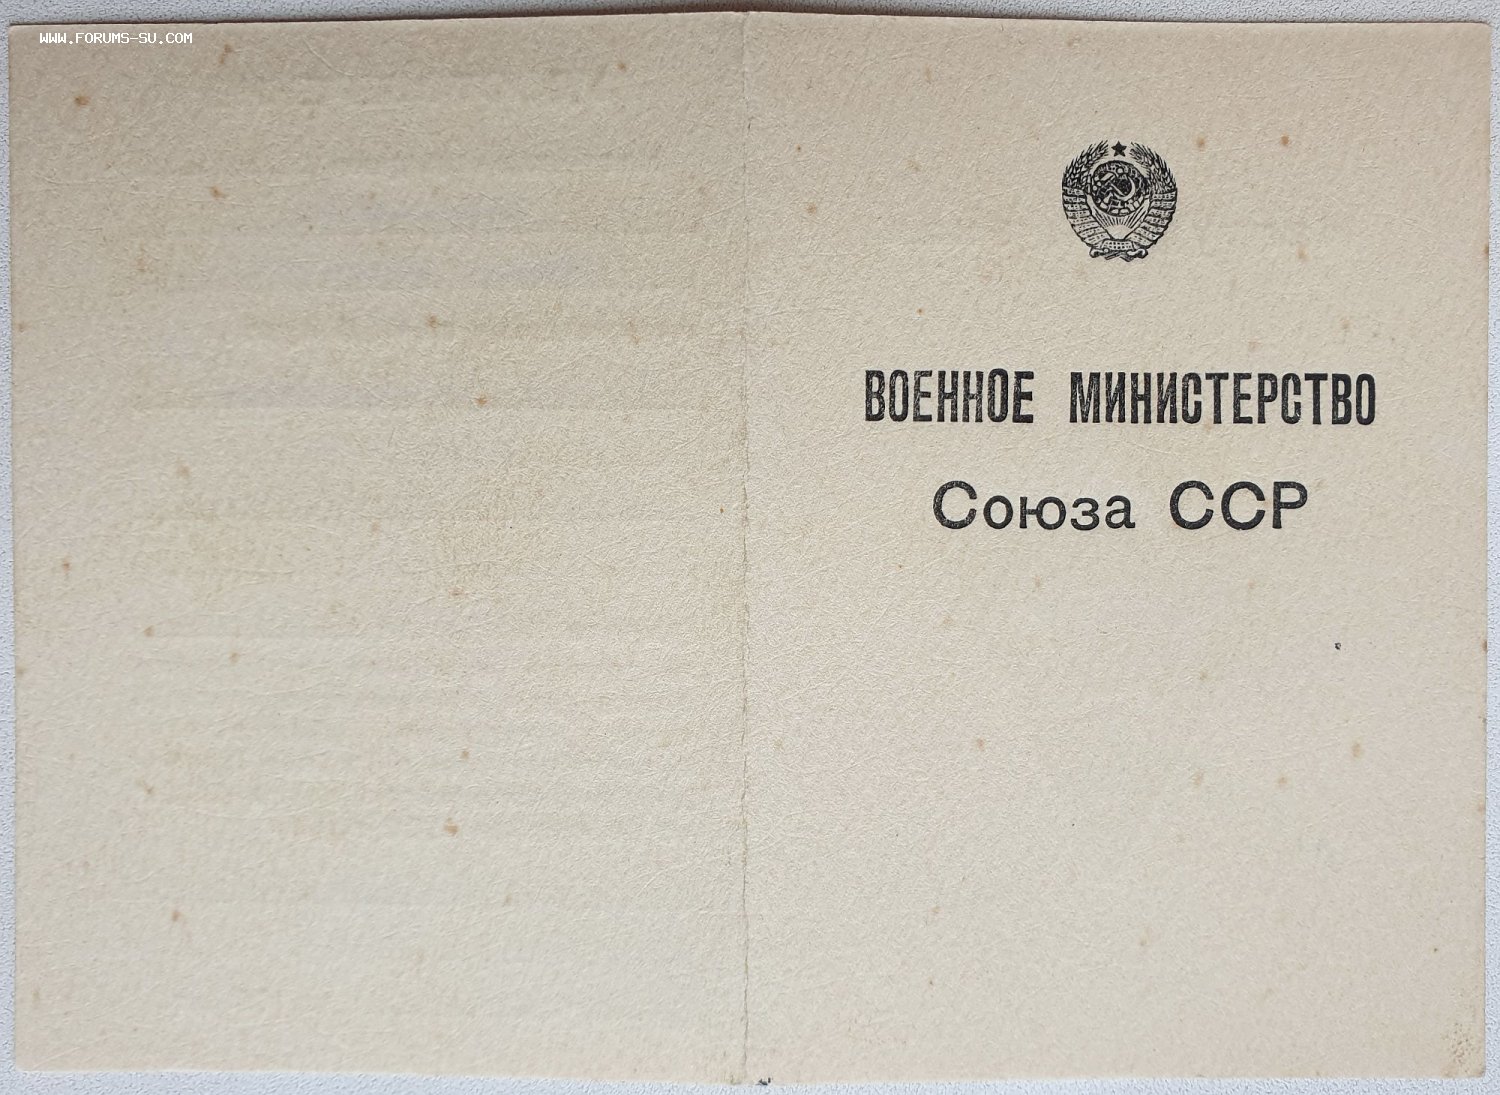 WWW.FORUMS-SU.COM
ВОЕННОЕ МИНИСТЕРСТВО
Союза ССР